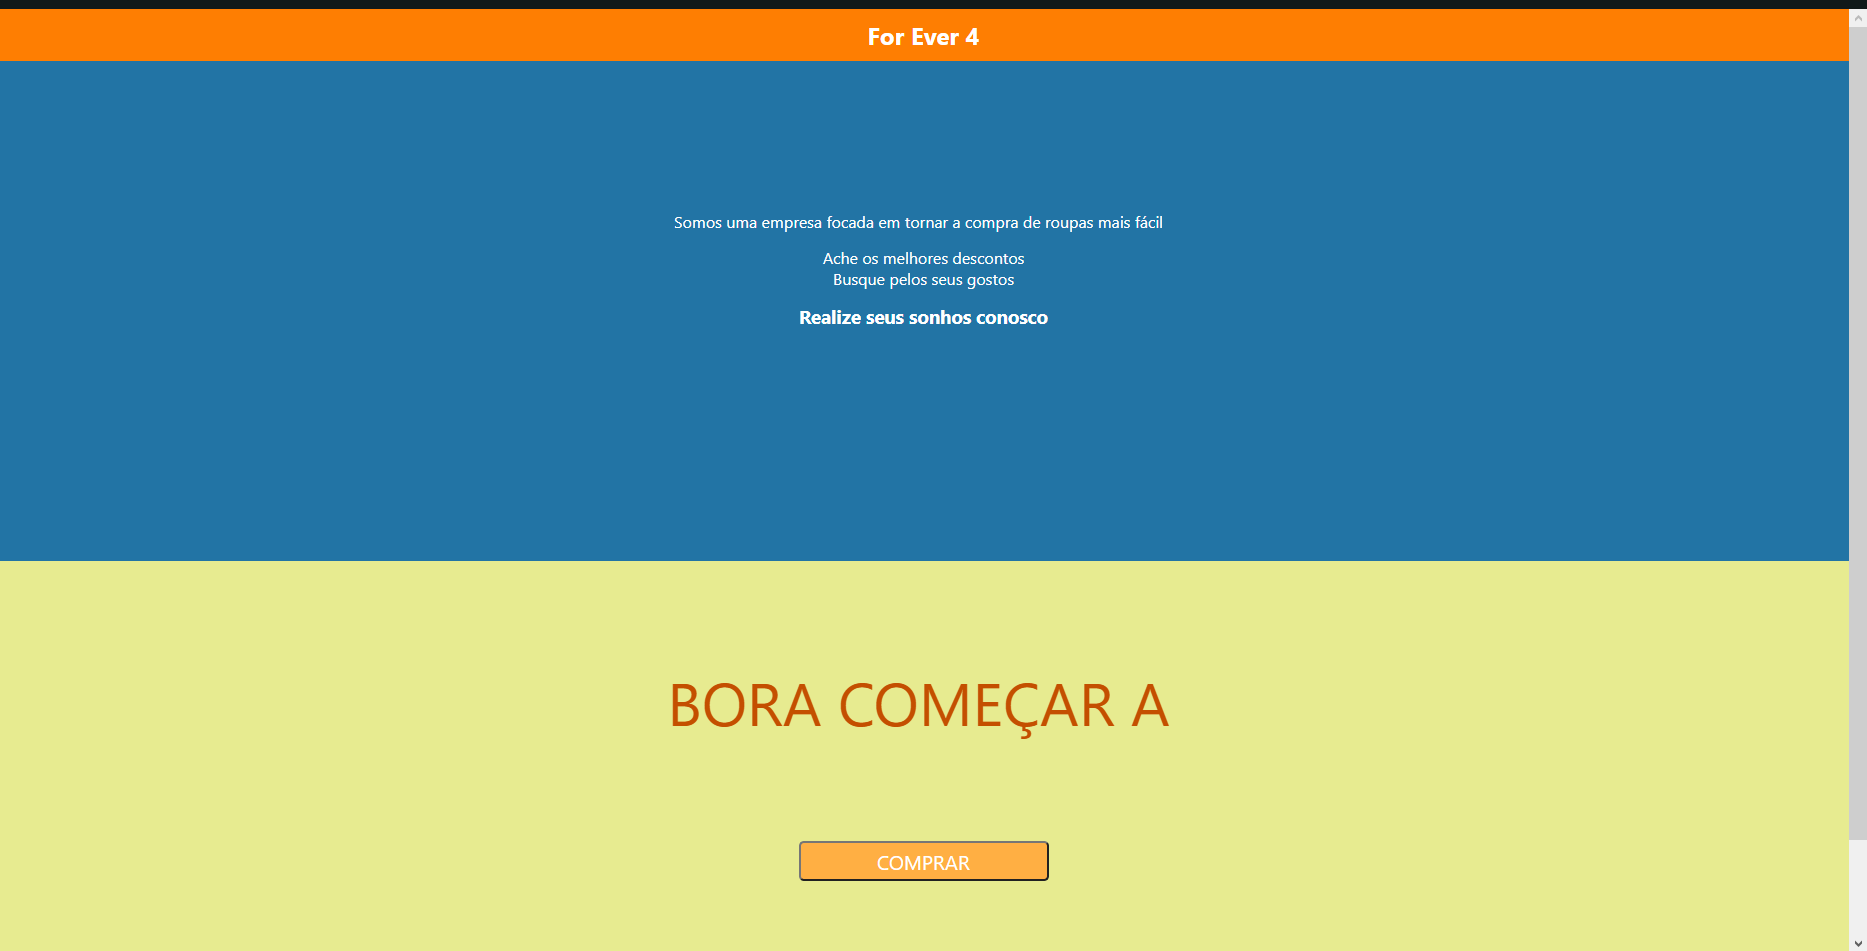 For Ever 4
Somos uma empresa focada em tornar a compra de roupas mais fácil
Ache os melhores descontos
Busque pelos seus gostos
Realize seus sonhos conosco
BORA COMEÇAR A
COMPRAR